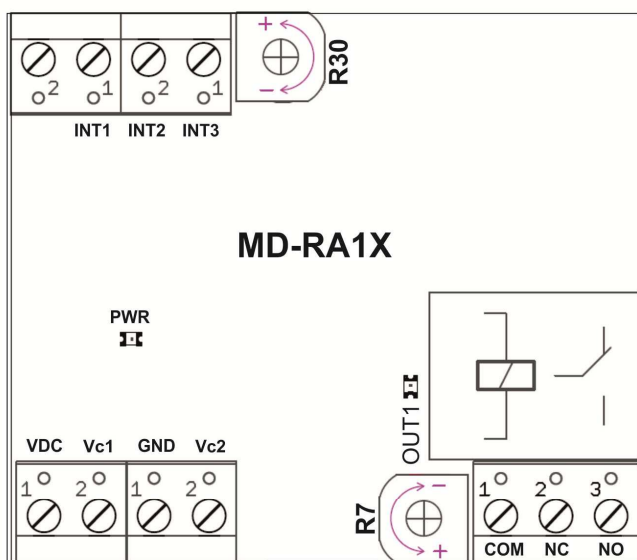 +
R30
-
2 1 2 1
INT1 INT2 INT3
MD-RA1X
PWR
OUT1
VDC Vc1 GND Vc2
1 2 1 2
R7
-
+
1 2 3
COM NC NO